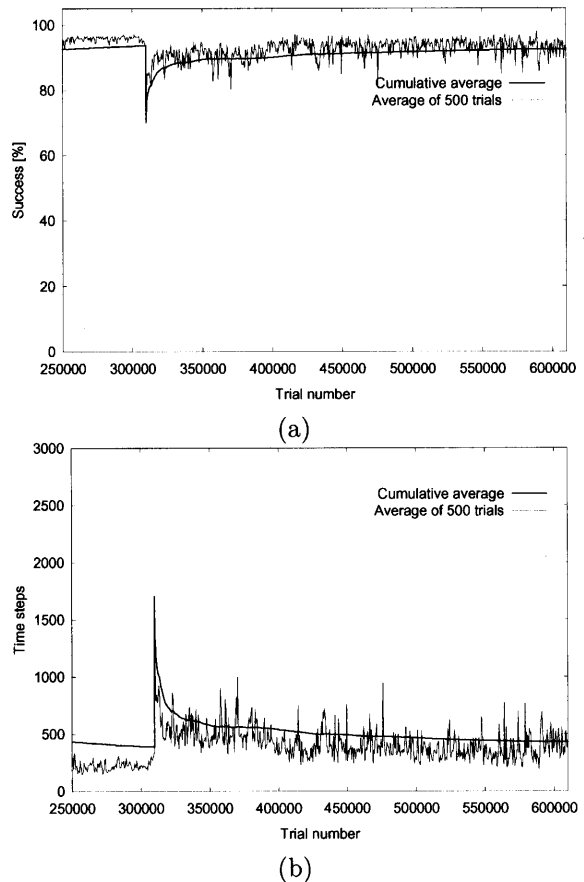 100
80
60
40
20
0
Success [%]
Cumulative average
Average of 500 trials
250000 300000 350000 400000 450000 500000 550000 600000
Trial number
(a)
3000
2500
2000
1500
1000
500
0
Time steps
Cumulative average
Average of 500 trials
250000 300000 350000 400000 450000 500000 550000 600000
Trial number
(b)